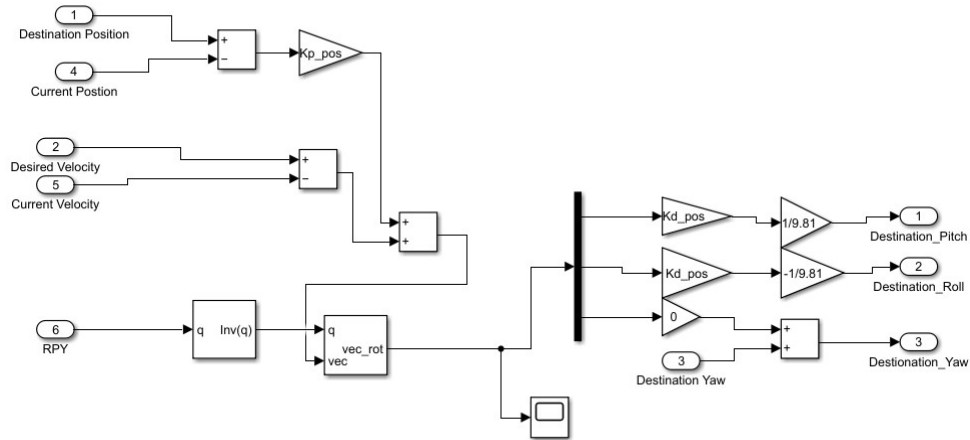 1
Destination Position
+
−
Kp_pos
4
Current Postion
2
Desired Velocity
+
−
5
Current Velocity
+
+
Kd_pos
1/9.81
1
Destination_Pitch
Kd_pos
-1/9.81
2
Destination_Roll
6
RPY
q
Inv(q)
q
vec_rot
vec
0
+
+
3
Destination Yaw
3
Destionation_Yaw